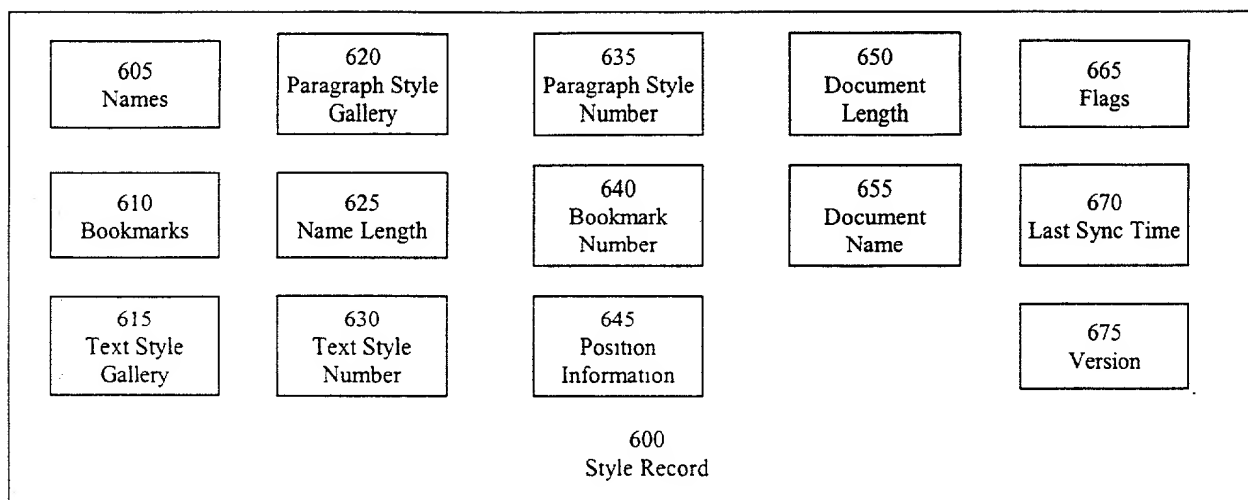 605
Names
620
Paragraph Style
Gallery
635
Paragraph Style
Number
650
Document
Length
665
Flags
610
Bookmarks
625
Name Length
640
Bookmark
Number
655
Document
Name
670
Last Sync Time
615
Text Style
Gallery
630
Text Style
Number
645
Position
Information
675
Version
600
Style Record